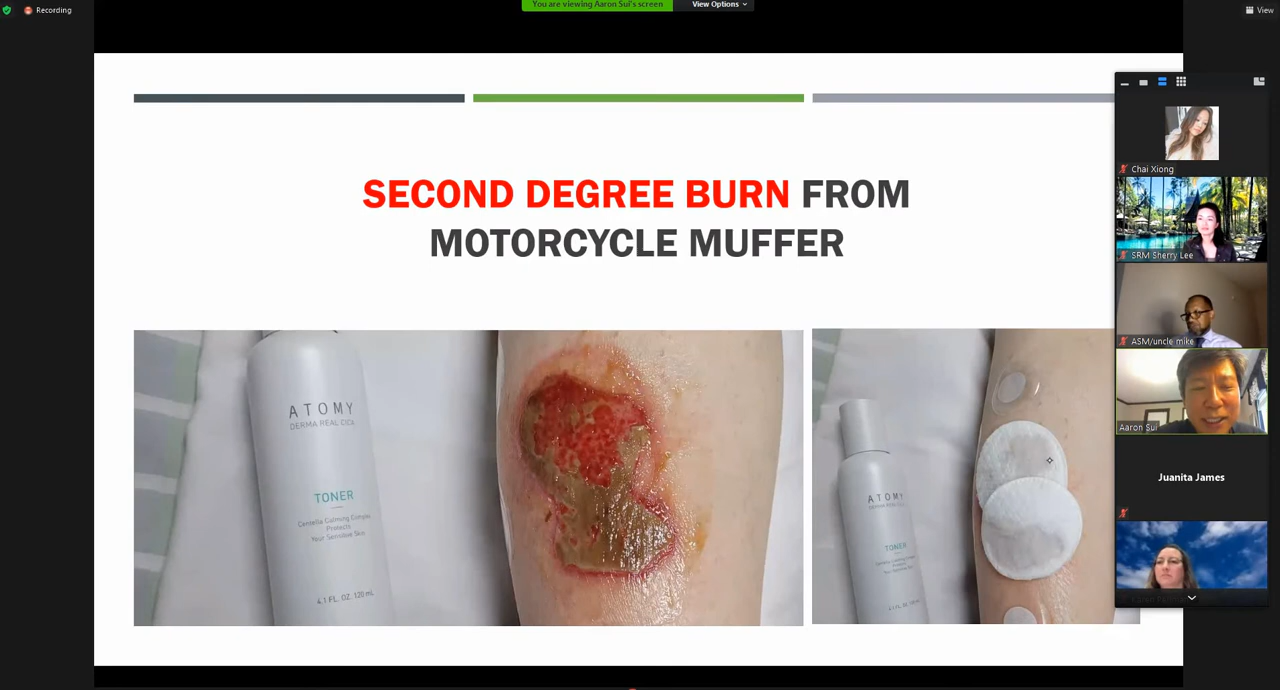 Recording
You are viewing Aaron Sui's screen
View Options
View
SECOND DEGREE BURN FROM
MOTORCYCLE MUFFER
ATOMY
DERMA REAL CICA
TONER
Centella Calming Complex
Protects
Your Sensitive Skin
4.1 FL. OZ. 120 mL
ATOMY
TONER
Chai Xiong
SRM Sherry Lee
ASM/uncle mike
Aaron Sui
Juanita James